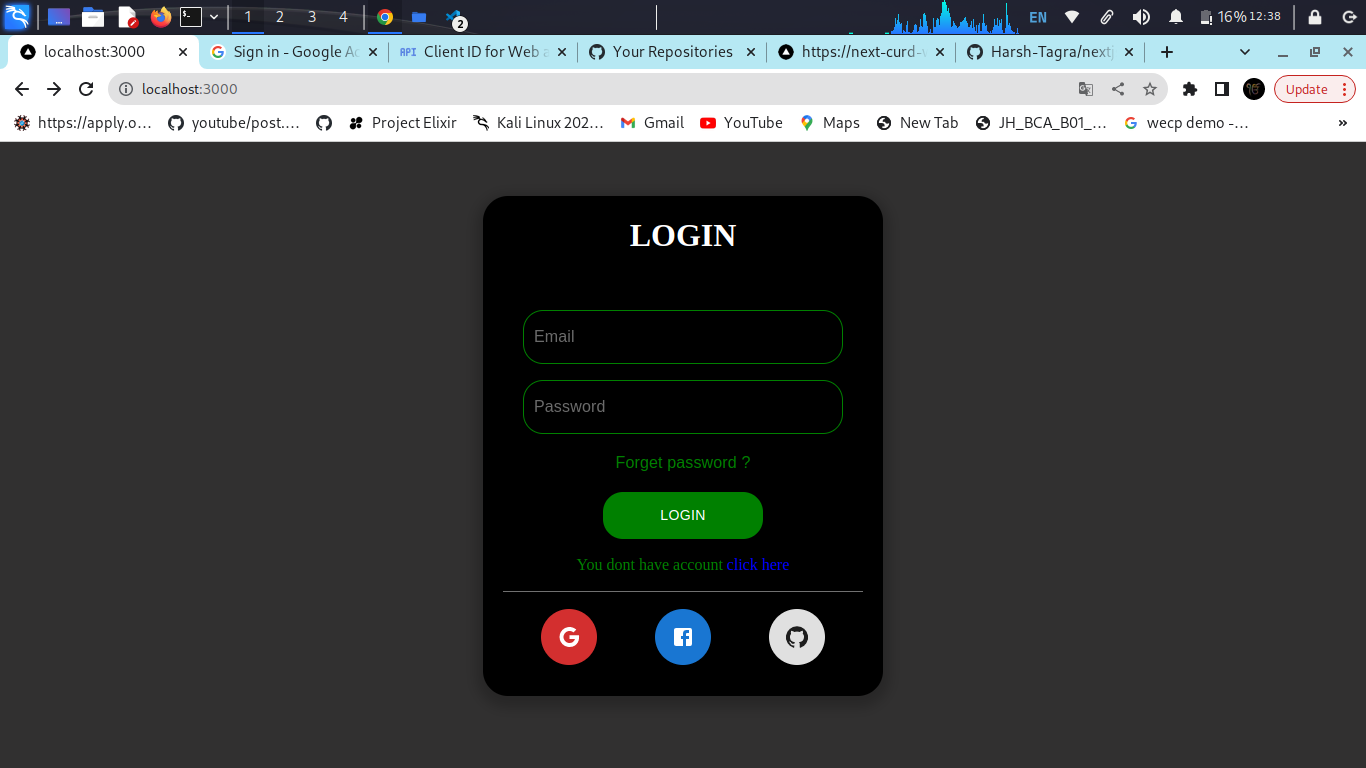 1 2 3 4 2 EN 16% 12:38
localhost:3000 Sign in - Google Ac API Client ID for Web a Your Repositories https://next-curd-v Harsh-Tagra/nextj
localhost:3000 Update
https://apply.o... youtube/post.... Project Elixir Kali Linux 202... Gmail YouTube Maps New Tab JH_BCA_B01_... wecp demo -... »
LOGIN
Email
Password
Forget password ?
LOGIN
You dont have account click here